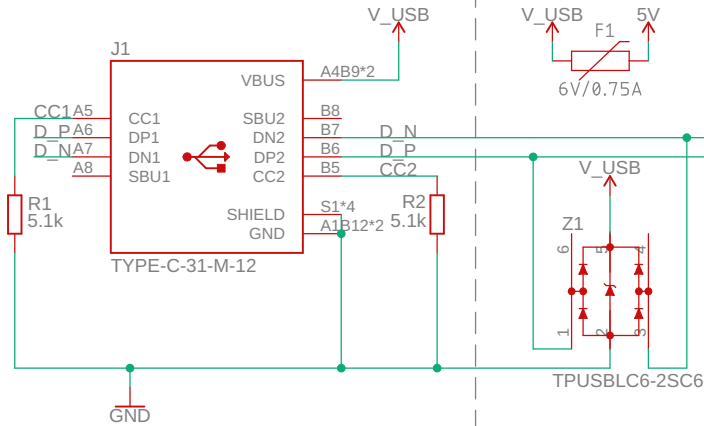 V_USB
V_USB
5V
F1
6V/0.75A
J1
VBUS
A4B9*2
CC1
A5
CC1
SBU2
B8
D_P
A6
DP1
DN2
B7
D_N
D_N
A7
DN1
DP2
B6
D_P
A8
SBU1
CC2
B5
CC2
V_USB
R1
5.1k
SHIELD
S1*4
GND
A1B12*2
R2
5.1k
Z1
6
5
4
1
2
3
TYPE-C-31-M-12
TPUSBLC6-2SC6
GND